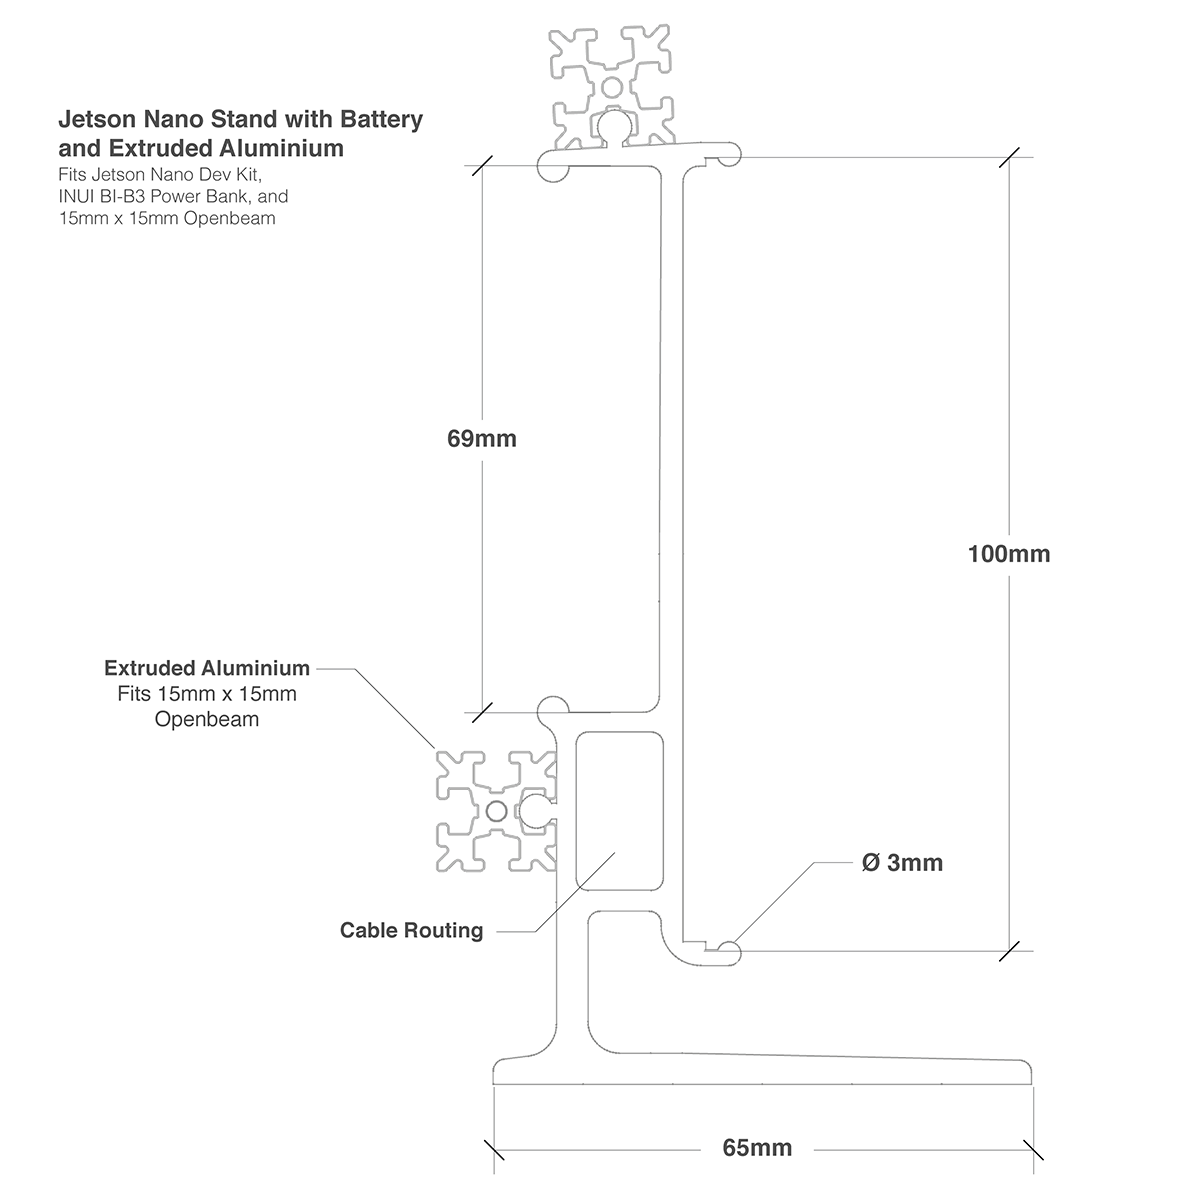 Jetson Nano Stand with Battery
and Extruded Aluminium
Fits Jetson Nano Dev Kit,
INUI BI-B3 Power Bank, and
15mm x 15mm Openbeam
69mm
100mm
Extruded Aluminium
Fits 15mm x 15mm
Openbeam
Ø 3mm
Cable Routing
65mm